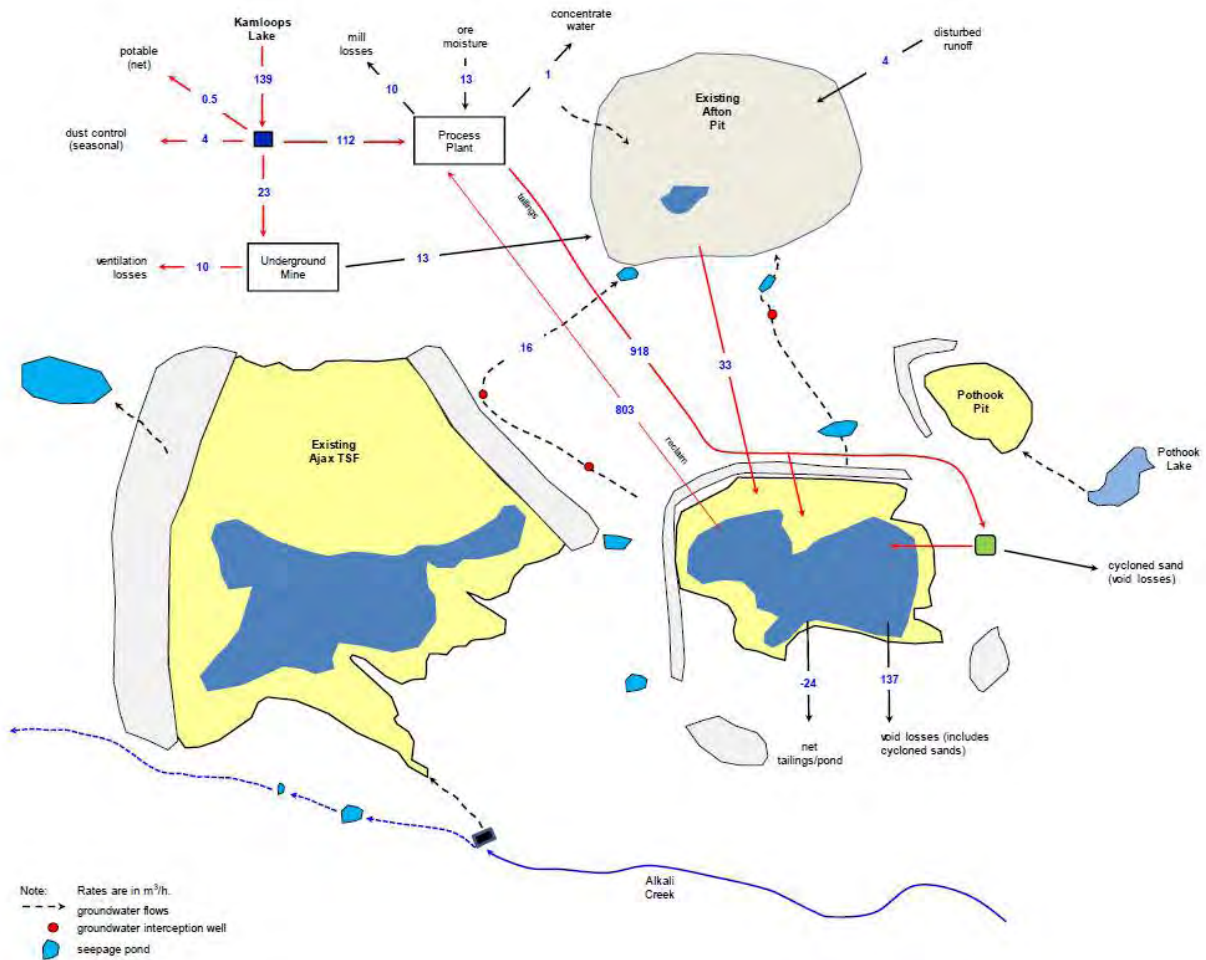 Kamloops
Lake
potable
(net)
mill
losses
ore
moisture
concentrate
water
disturbed
runoff
139
10
13
1
4
0.5
Existing
Afton
Pit
dust control
(seasonal)
4
112
Process
Plant
23
tailings
ventilation
losses
10
Underground
Mine
13
16
918
33
803
Pothook
Pit
Existing
Ajax TSF
reclaim
Pothook
Lake
cycloned sand
(void losses)
-24
137
net
tailings/pond
void losses (includes
cycloned sands)
Alkali
Creek
Note: Rates are in m³/h.
groundwater flows
groundwater interception well
seepage pond